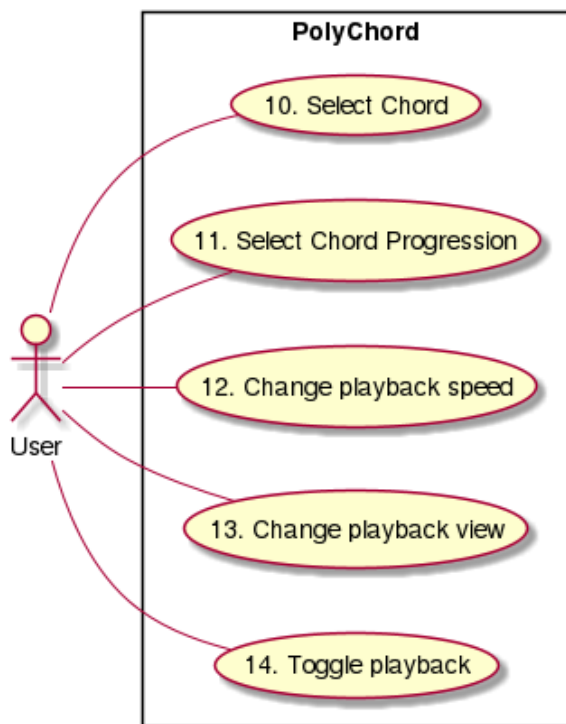 PolyChord
10. Select Chord
11. Select Chord Progression
12. Change playback speed
User
13. Change playback view
14. Toggle playback